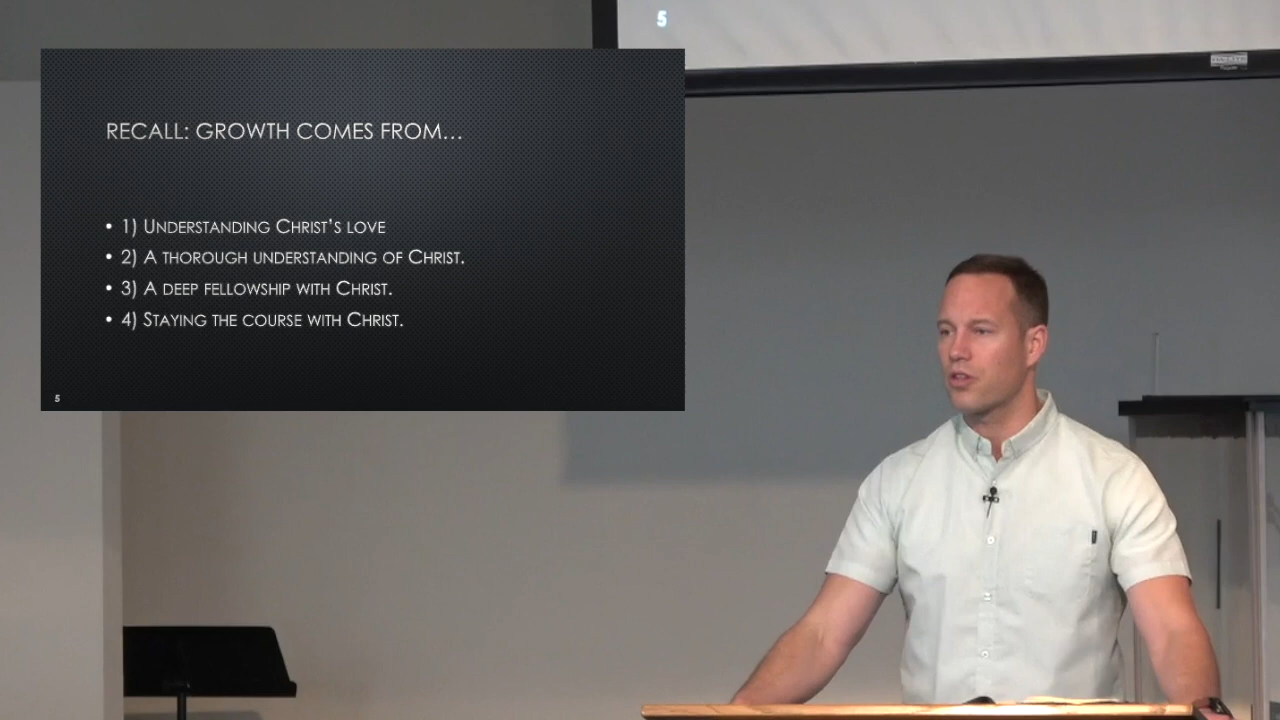 5
RECALL: GROWTH COMES FROM…
• 1) UNDERSTANDING CHRIST'S LOVE
• 2) A THOROUGH UNDERSTANDING OF CHRIST.
• 3) A DEEP FELLOWSHIP WITH CHRIST.
• 4) STAYING THE COURSE WITH CHRIST.
5